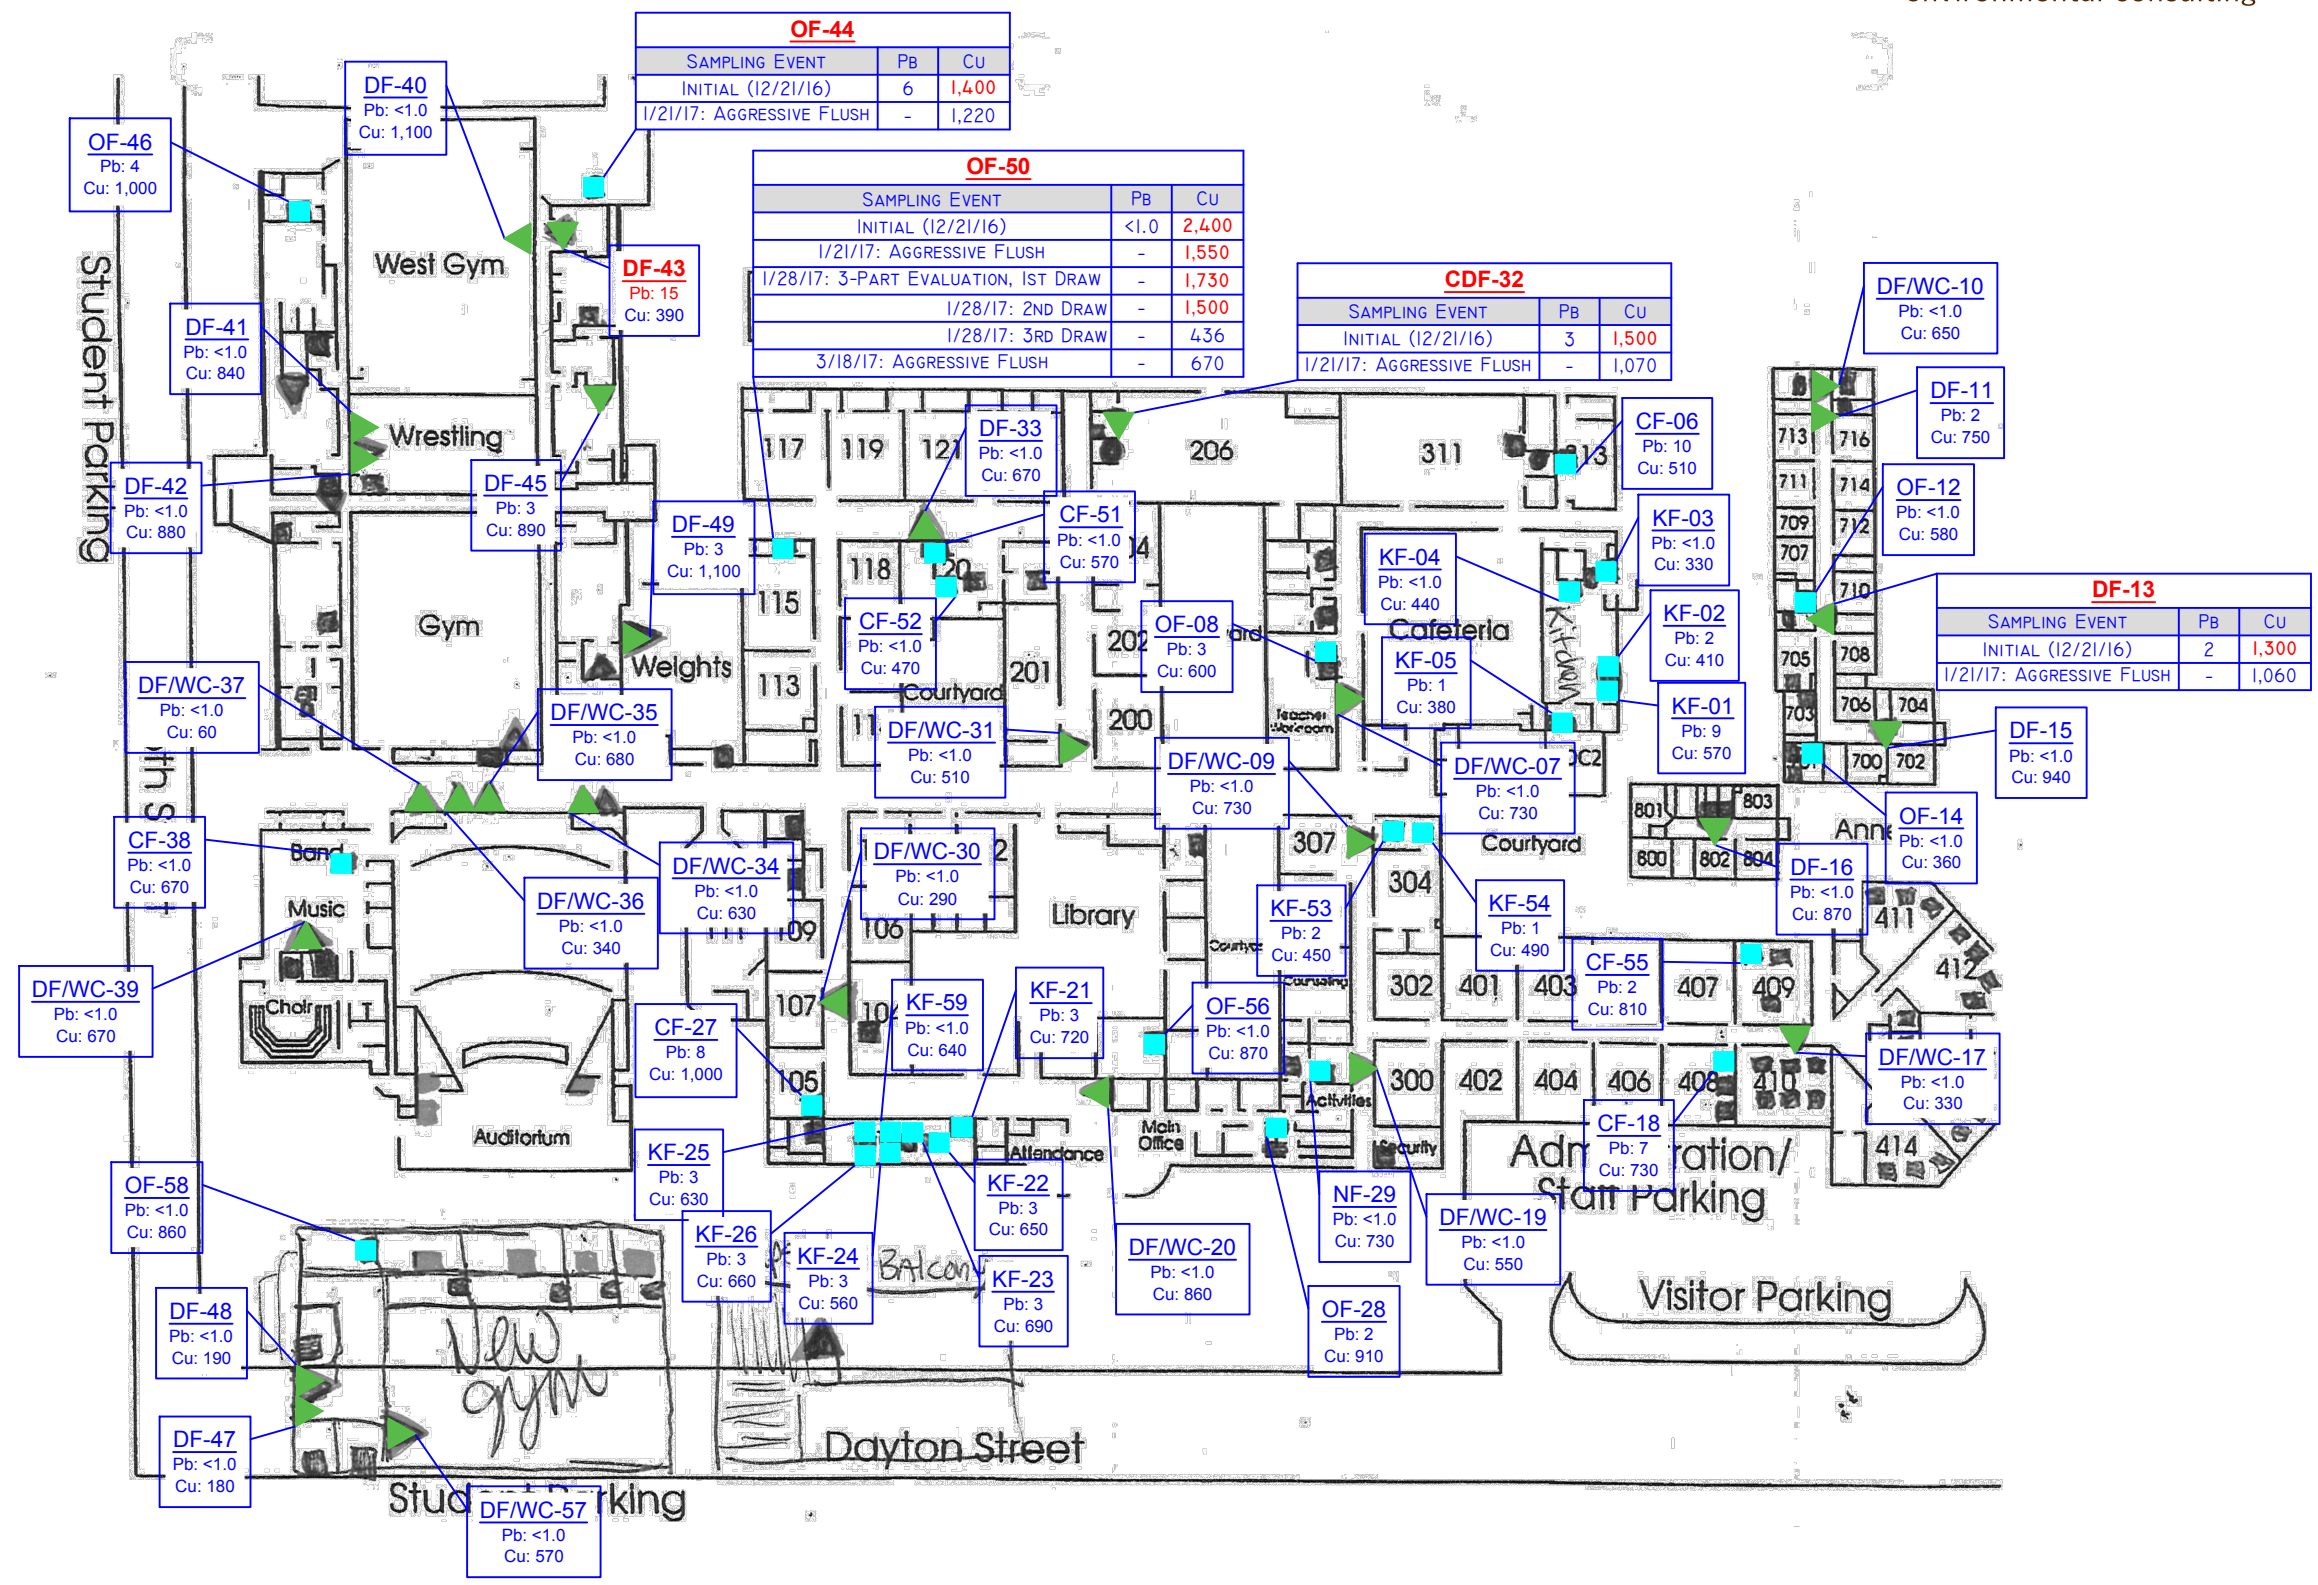 environmental consulting
OF-44
SAMPLING EVENT PB CU
INITIAL (12/21/16) 6 1,400
1/21/17: AGGRESSIVE FLUSH - 1,220
DF-40
Pb: <1.0
Cu: 1,100
OF-46
Pb: 4
Cu: 1,000
OF-50
SAMPLING EVENT PB CU
INITIAL (12/21/16) <1.0 2,400
1/21/17: AGGRESSIVE FLUSH - 1,550
1/28/17: 3-PART EVALUATION, 1ST DRAW - 1,730
1/28/17: 2ND DRAW - 1,500
1/28/17: 3RD DRAW - 436
3/18/17: AGGRESSIVE FLUSH - 670
West Gym
DF-43
Pb: 15
Cu: 390
CDF-32
SAMPLING EVENT PB CU
INITIAL (12/21/16) 3 1,500
1/21/17: AGGRESSIVE FLUSH - 1,070
DF/WC-10
Pb: <1.0
Cu: 650
Student Parking
DF-41
Pb: <1.0
Cu: 840
DF-11
Pb: 2
Cu: 750
Wrestling
DF-33
Pb: <1.0
Cu: 670
CF-06
Pb: 10
Cu: 510
117
119
121
206
311
713
716
DF-42
Pb: <1.0
Cu: 880
DF-45
Pb: 3
Cu: 890
711
714
OF-12
Pb: <1.0
Cu: 580
DF-49
Pb: 3
Cu: 1,100
CF-51
Pb: <1.0
Cu: 570
KF-03
Pb: <1.0
Cu: 330
709
712
707
KF-04
Pb: <1.0
Cu: 440
118
115
710
DF-13
SAMPLING EVENT PB CU
INITIAL (12/21/16) 2 1,300
1/21/17: AGGRESSIVE FLUSH - 1,060
Gym
CF-52
Pb: <1.0
Cu: 470
OF-08
Pb: 3
Cu: 600
202
Cafeteria
Kitchen
KF-02
Pb: 2
Cu: 410
Weights
201
KF-05
Pb: 1
Cu: 380
705
708
113
Courtyard
DF/WC-37
Pb: <1.0
Cu: 60
DF/WC-35
Pb: <1.0
Cu: 680
DF/WC-31
Pb: <1.0
Cu: 510
200
Teacher
Workroom
KF-01
Pb: 9
Cu: 570
703
706
704
DF-15
Pb: <1.0
Cu: 940
DF/WC-09
Pb: <1.0
Cu: 730
DF/WC-07
Pb: <1.0
Cu: 730
700
702
801
803
800
802
804
OF-14
Pb: <1.0
Cu: 360
CF-38
Pb: <1.0
Cu: 670
Band
307
Courtyard
DF/WC-34
Pb: <1.0
Cu: 630
DF/WC-30
Pb: <1.0
Cu: 290
DF-16
Pb: <1.0
Cu: 870
304
Music
DF/WC-36
Pb: <1.0
Cu: 340
Library
106
KF-53
Pb: 2
Cu: 450
KF-54
Pb: 1
Cu: 490
411
CF-55
Pb: 2
Cu: 810
412
DF/WC-39
Pb: <1.0
Cu: 670
Choir
107
KF-59
Pb: <1.0
Cu: 640
KF-21
Pb: 3
Cu: 720
OF-56
Pb: <1.0
Cu: 870
Counseling
302
401
403
407
409
CF-27
Pb: 8
Cu: 1,000
105
DF/WC-17
Pb: <1.0
Cu: 330
300
402
404
406
408
410
Activities
Auditorium
Main
Office
Attendance
Security
CF-18
Pb: 7
Cu: 730
414
KF-25
Pb: 3
Cu: 630
KF-22
Pb: 3
Cu: 650
NF-29
Pb: <1.0
Cu: 730
Staff Parking
OF-58
Pb: <1.0
Cu: 860
KF-26
Pb: 3
Cu: 660
KF-24
Pb: 3
Cu: 560
KF-23
Pb: 3
Cu: 690
DF/WC-20
Pb: <1.0
Cu: 860
DF/WC-19
Pb: <1.0
Cu: 550
OF-28
Pb: 2
Cu: 910
Visitor Parking
DF-48
Pb: <1.0
Cu: 190
New
gym
DF-47
Pb: <1.0
Cu: 180
Dayton Street
DF/WC-57
Pb: <1.0
Cu: 570